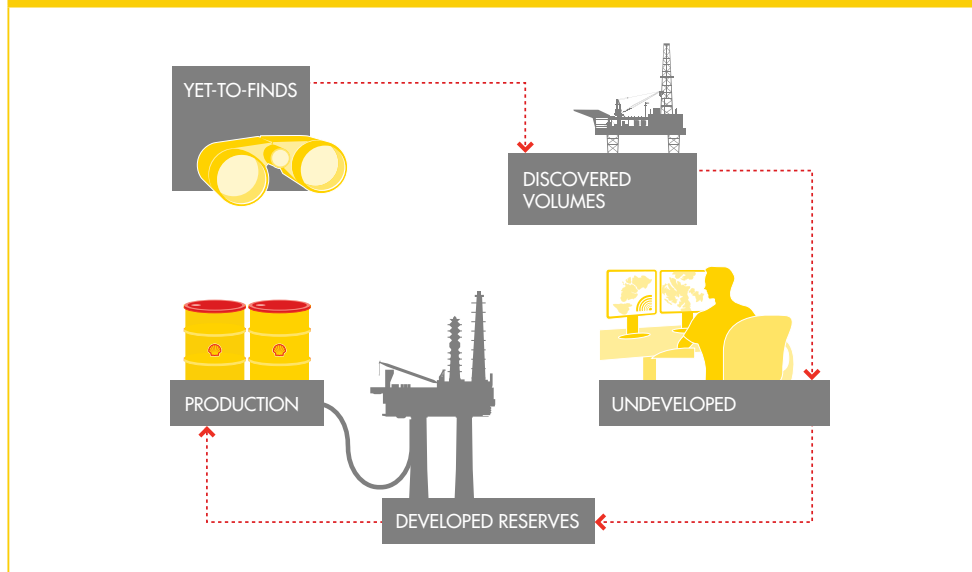 YET-TO-FINDS
DISCOVERED
VOLUMES
UNDEVELOPED
DEVELOPED RESERVES
PRODUCTION